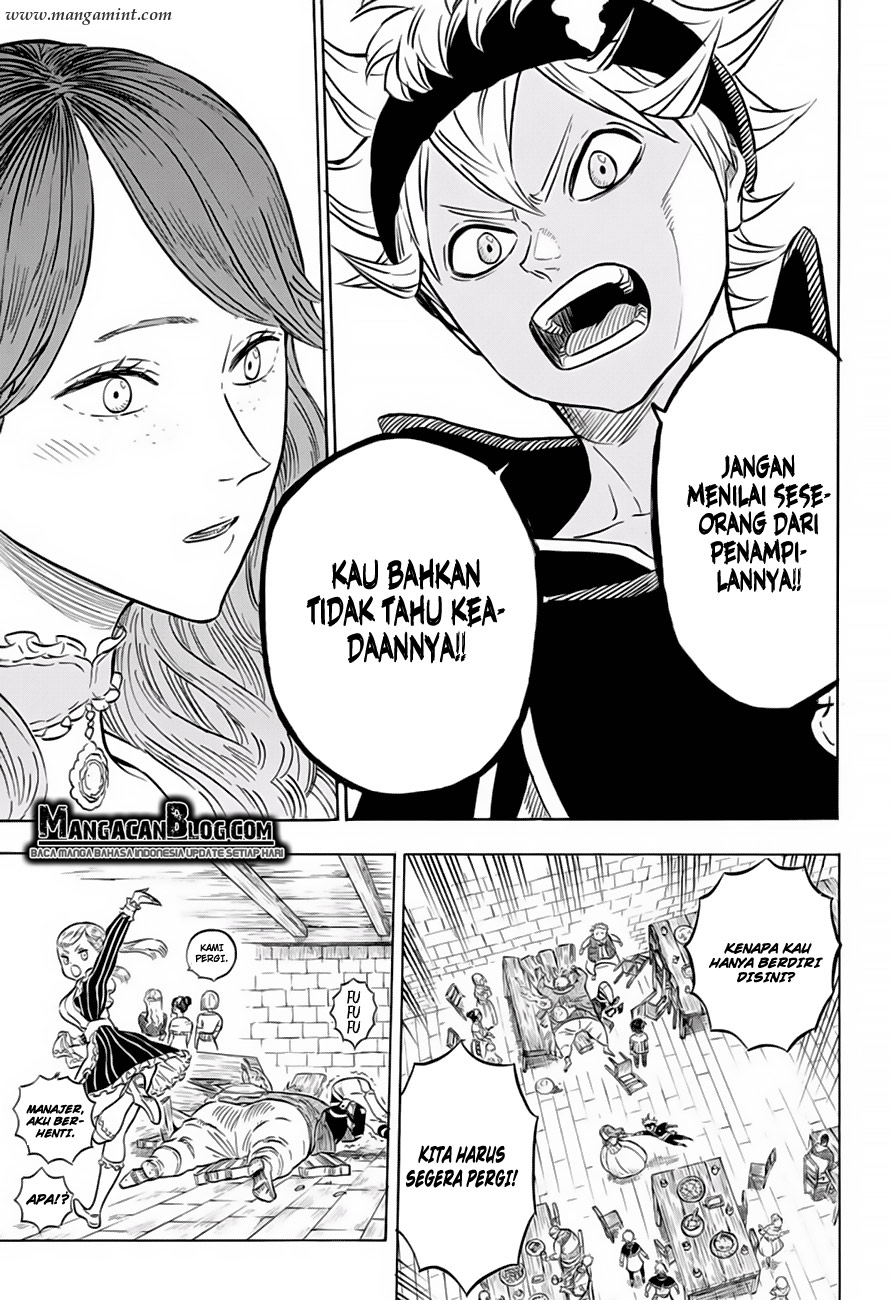 www.mangamint.com
JANGAN
MENILAI SESE-
ORANG DARI
PENAMPI-
LANNYA!!
KAU BAHKAN
TIDAK TAHU KEA-
DAANNYA!!
MANGACANBLOG.COM
BACA MANGA BAHASA INDONESIA UPDATE SETIAP HARI
KENAPA KAU
HANYA BERDIRI
DISINI?
KITA HARUS
SEGERA PERGI!
FU
FU
FU
KAMI
PERGI.
MANAJER,
AKU BER-
HENTI.
APA!?